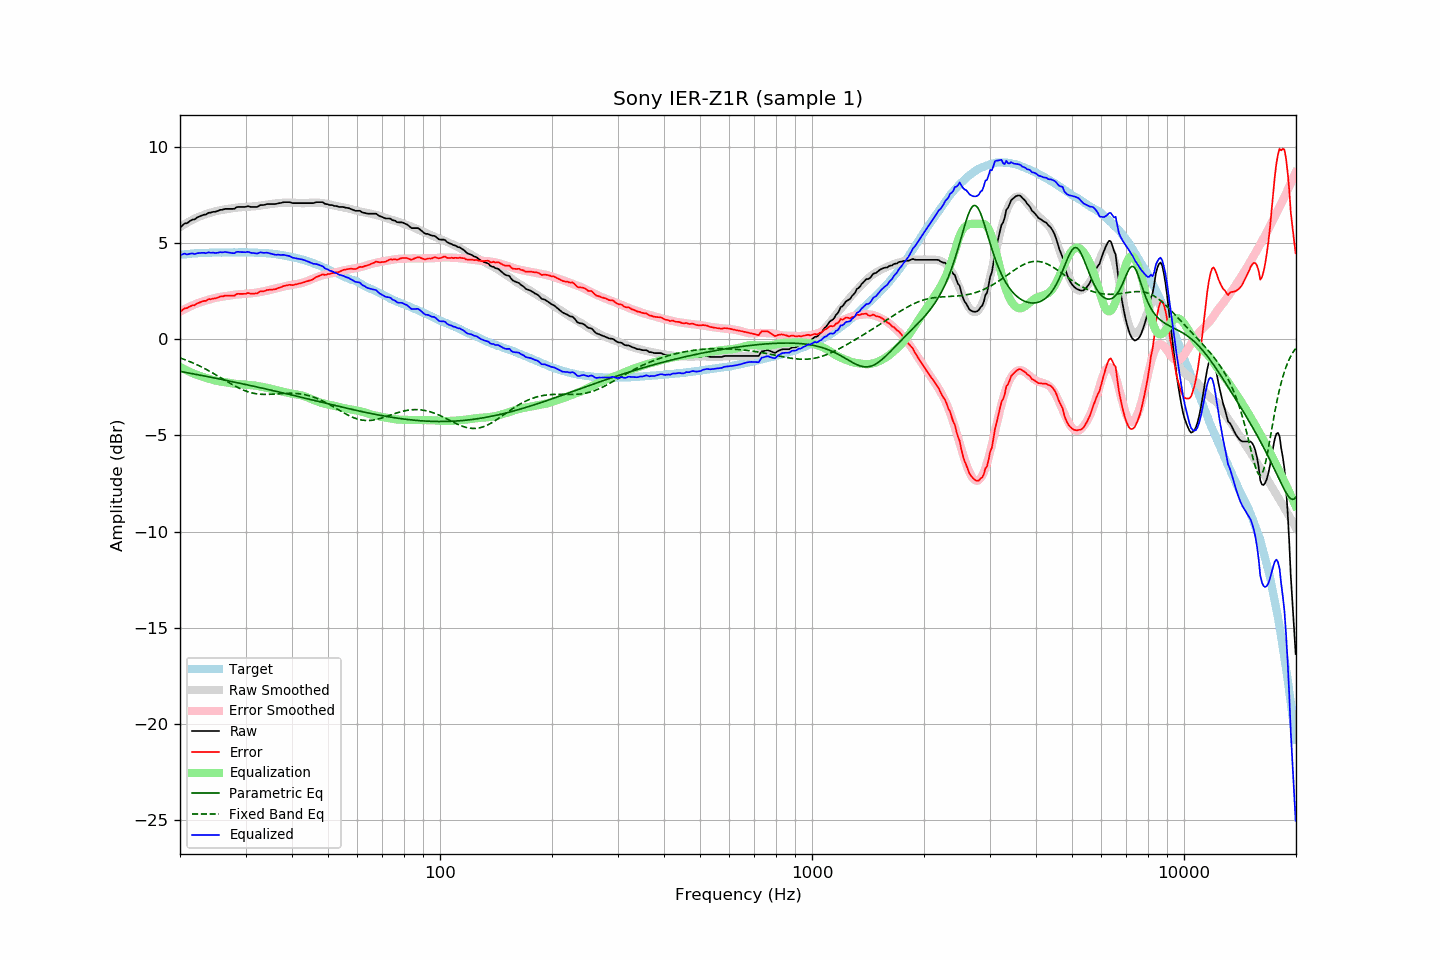 Sony IER-Z1R (sample 1)
10
5
0
−5
−10
−15
−20
−25
Amplitude (dBr)
Target
Raw Smoothed
Error Smoothed
Raw
Error
Equalization
Parametric Eq
Fixed Band Eq
Equalized
100
1000
10000
Frequency (Hz)